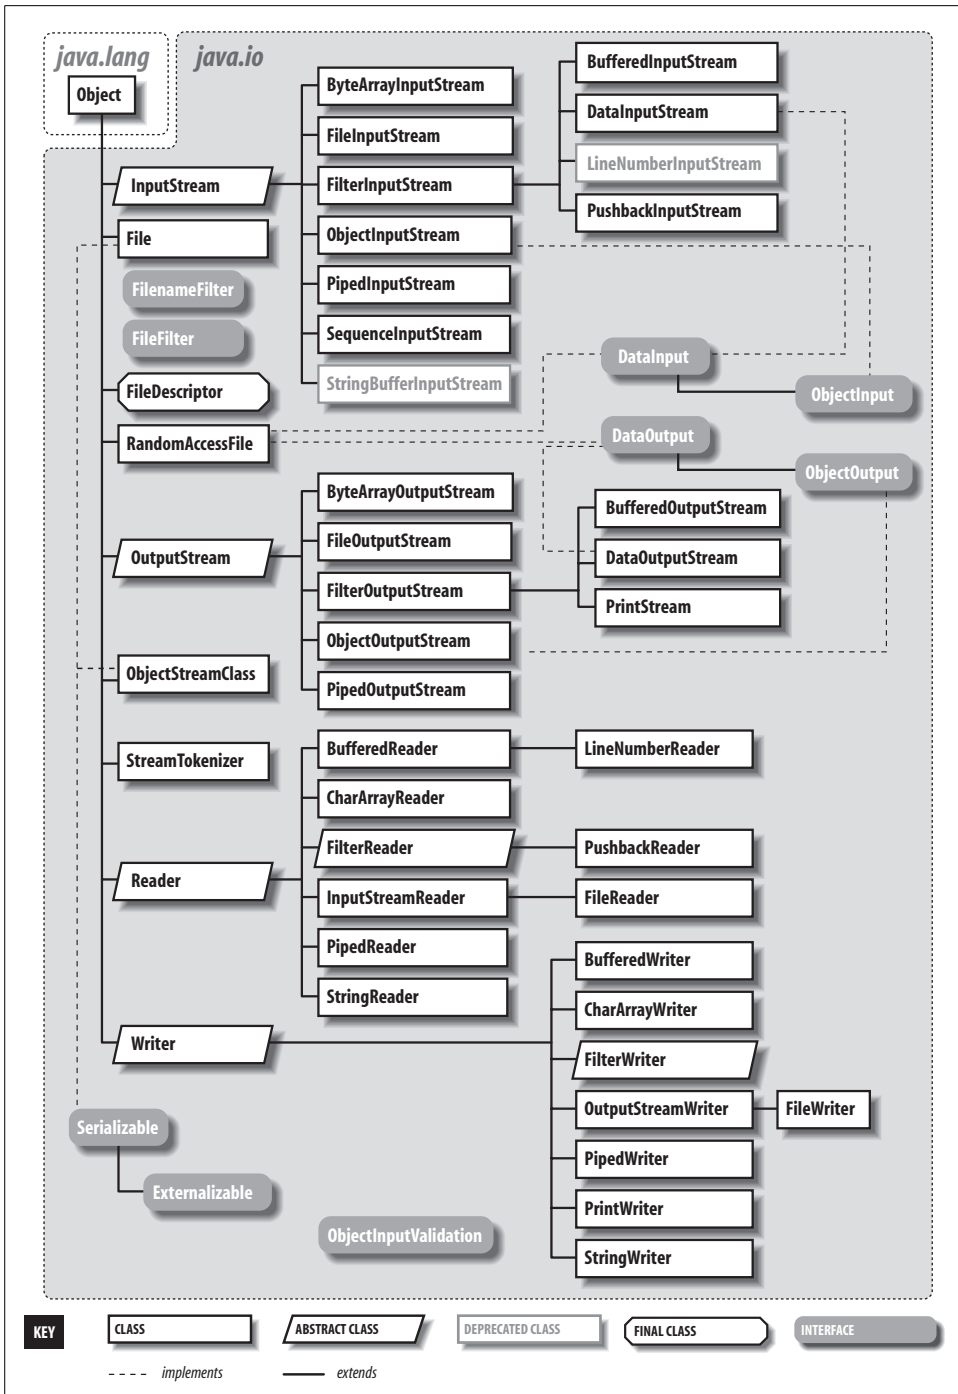 java.lang
java.io
Object
InputStream
File
FilenameFilter
FileFilter
FileDescriptor
RandomAccessFile
OutputStream
ObjectStreamClass
StreamTokenizer
Reader
Writer
Serializable
Externalizable
ByteArrayInputStream
FileInputStream
FilterInputStream
ObjectInputStream
PipedInputStream
SequenceInputStream
StringBufferInputStream
BufferedInputStream
DataInputStream
LineNumberInputStream
PushbackInputStream
DataInput
ObjectInput
DataOutput
ObjectOutput
ByteArrayOutputStream
FileOutputStream
FilterOutputStream
ObjectOutputStream
PipedOutputStream
BufferedOutputStream
DataOutputStream
PrintStream
BufferedReader
CharArrayReader
FilterReader
InputStreamReader
PipedReader
StringReader
LineNumberReader
PushbackReader
FileReader
BufferedWriter
CharArrayWriter
FilterWriter
OutputStreamWriter
FileWriter
PipedWriter
PrintWriter
StringWriter
ObjectInputValidation
KEY
CLASS
ABSTRACT CLASS
DEPRECATED CLASS
FINAL CLASS
INTERFACE
implements
extends